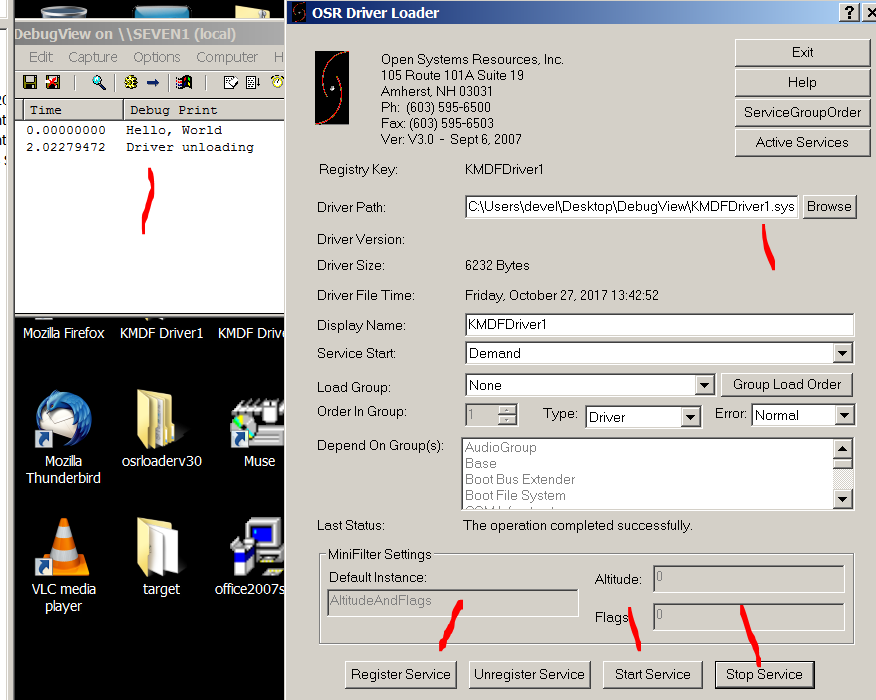 DebugView on \\SEVEN1 (local)
Edit Capture Options Computer H
Time Debug Print
0.00000000 Hello, World
2.02279472 Driver unloading
Mozilla Firefox KMDF Driver1 KMDF Drive
Mozilla Thunderbird
osrloaderv30
Muse
VLC media player
target
office2007s
OSR Driver Loader
Open Systems Resources, Inc.
105 Route 101A Suite 19
Amherst, NH 03031
Ph: (603) 595-6500
Fax: (603) 595-6503
Ver: V3.0 - Sept 6, 2007
Exit
Help
ServiceGroupOrder
Active Services
Registry Key: KMDFDriver1
Driver Path: C:\Users\devel\Desktop\DebugView\KMDFDriver1.sys Browse
Driver Version:
Driver Size: 6232 Bytes
Driver File Time: Friday, October 27, 2017 13:42:52
Display Name: KMDFDriver1
Service Start: Demand
Load Group: None Group Load Order
Order In Group: 1 Type: Driver Error: Normal
Depend On Group(s): AudioGroup
Base
Boot Bus Extender
Boot File System
Last Status: The operation completed successfully.
MiniFilter Settings
Default Instance:
AltitudeAndFlags
Altitude: 0
Flags: 0
Register Service Unregister Service Start Service Stop Service